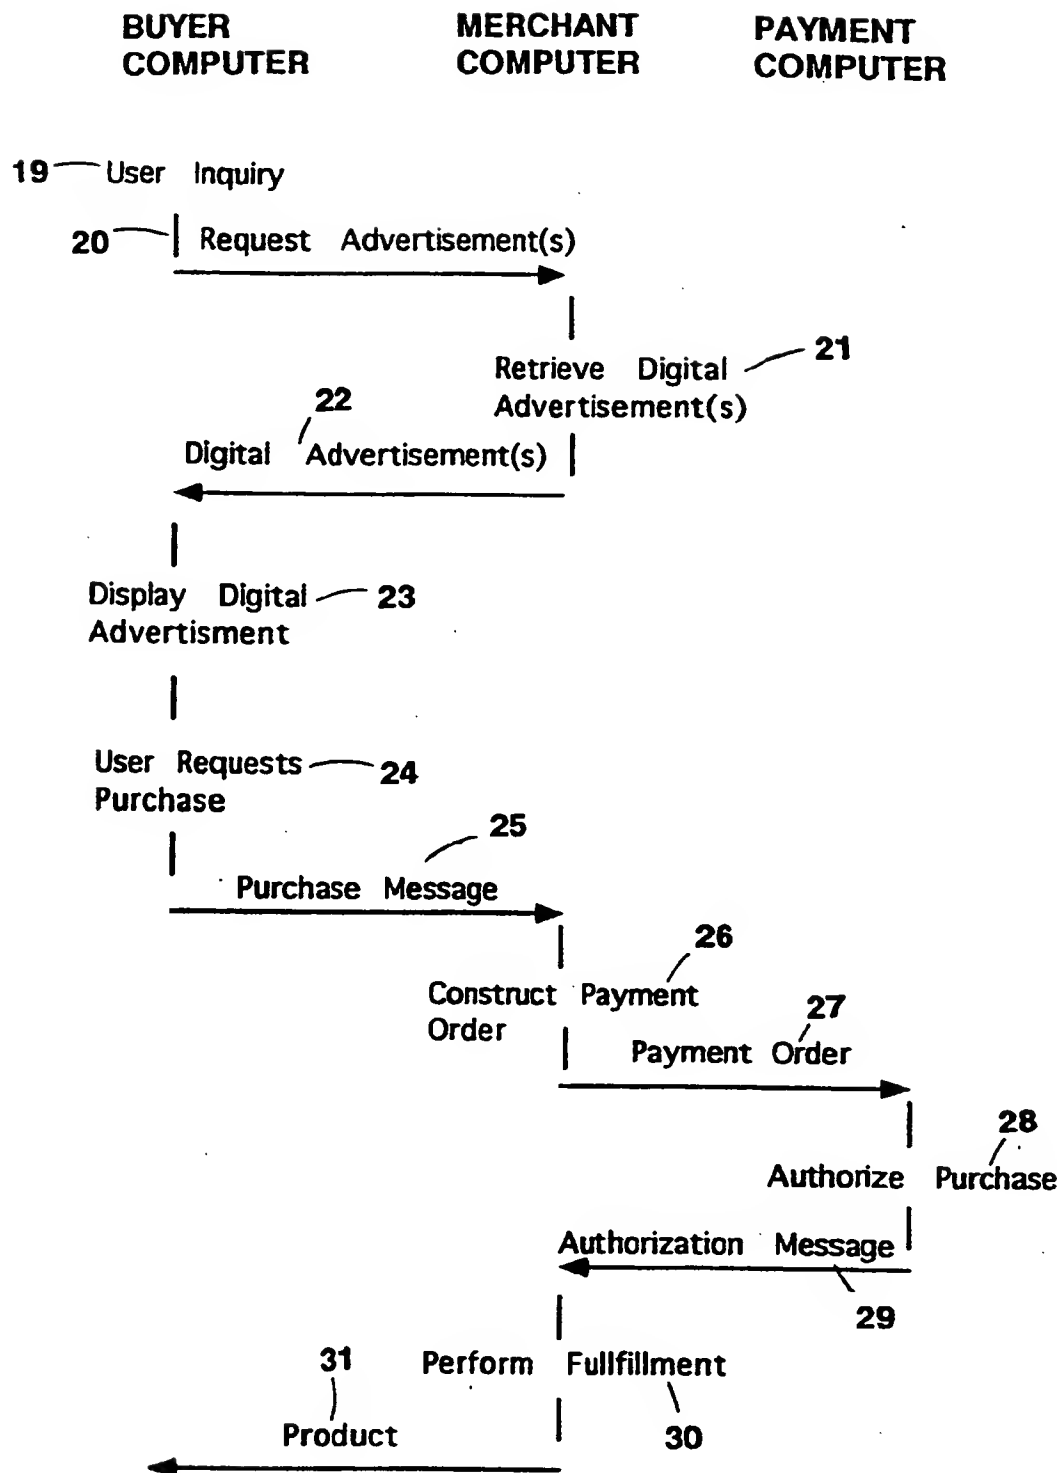 BUYER COMPUTER
MERCHANT COMPUTER
PAYMENT COMPUTER
19 User Inquiry
20 Request Advertisement(s)
21
Retrieve Digital
Advertisement(s)
22
Digital Advertisement(s)
Display Digital 23
Advertisment
User Requests 24
Purchase
25
Purchase Message
26
Construct Payment
Order
27
Payment Order
28
Authorize Purchase
Authorization Message
29
31
Perform Fullfillment
30
Product